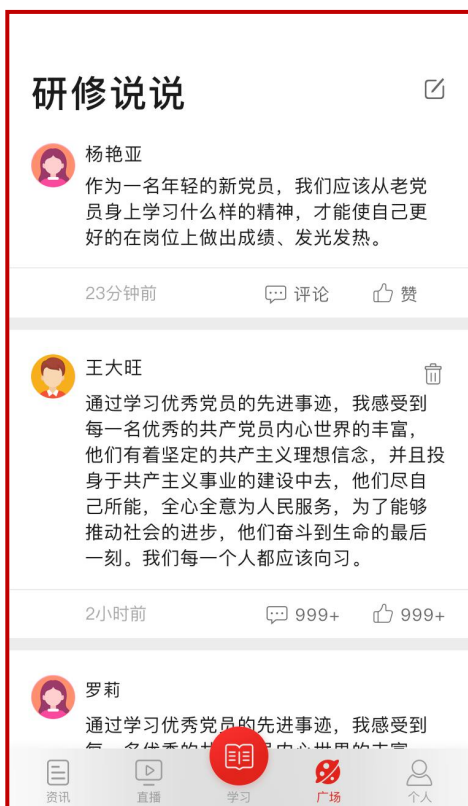 研修说说
杨艳亚
作为一名年轻的新党员，我们应该从老党
员身上学习什么样的精神，才能使自己更
好的在岗位上做出成绩、发光发热。
23分钟前 评论 赞
王大旺
通过学习优秀党员的先进事迹，我感受到
每一名优秀的共产党员内心世界的丰富，
他们有着坚定的共产主义理想信念，并且投
身于共产主义事业的建设中去，他们尽自
己所能，全心全意为人民服务，为了能够
推动社会的进步，他们奋斗到生命的最后
一刻。我们每一个人都应该向习。
2小时前 999+ 999+
罗莉
通过学习优秀党员的先进事迹，我感受到
资讯 直播 学习 广场 个人